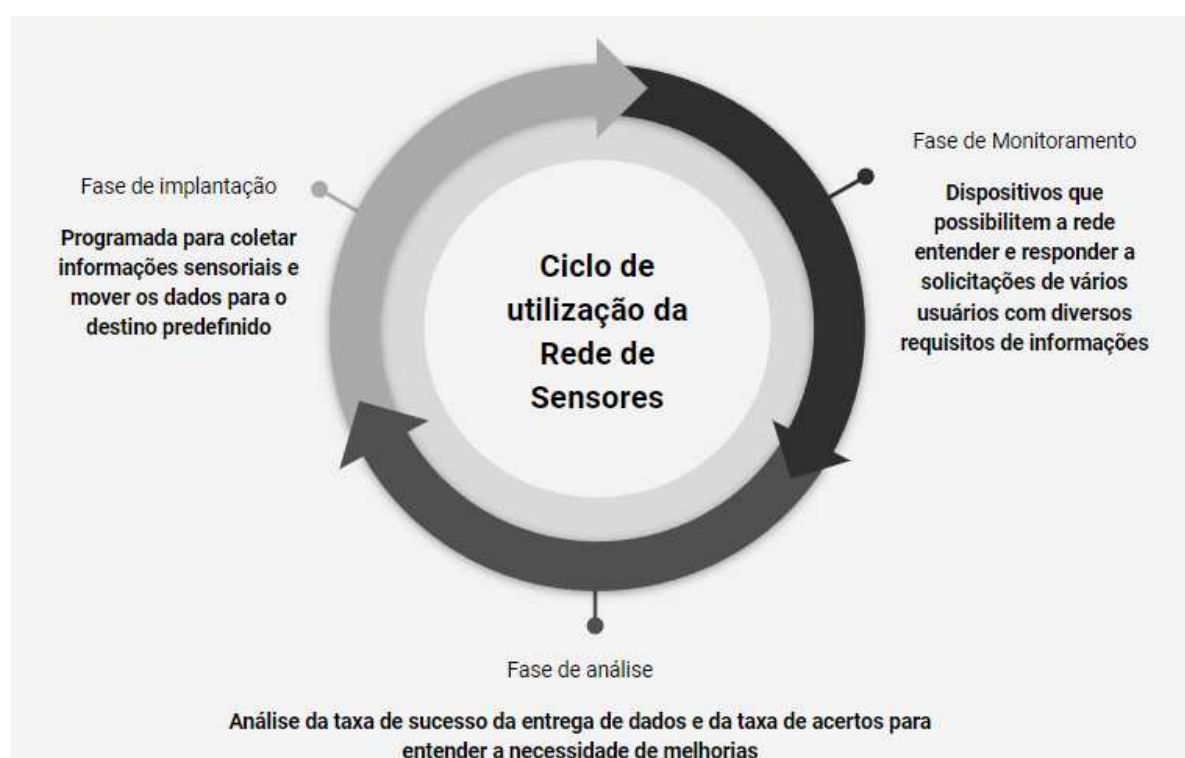 Fase de implantação
Programada para coletar
informações sensoriais e
mover os dados para o
destino predefinido
Ciclo de
utilização da
Rede de
Sensores
Fase de Monitoramento
Dispositivos que
possibilitem a rede
entender e responder a
solicitações de vários
usuários com diversos
requisitos de informações
Fase de análise
Análise da taxa de sucesso da entrega de dados e da taxa de acertos para
entender a necessidade de melhorias